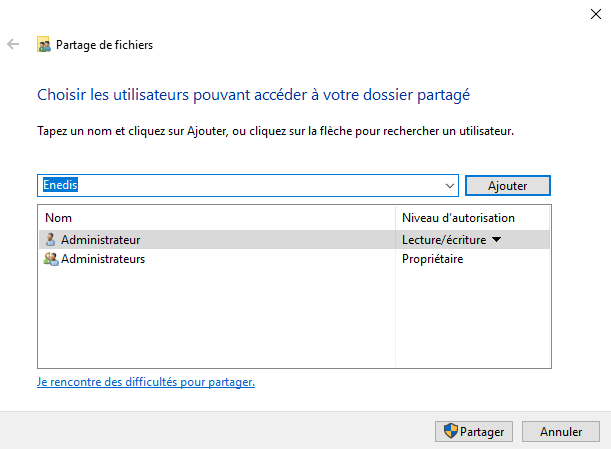 Partage de fichiers
Choisir les utilisateurs pouvant accéder à votre dossier partagé
Tapez un nom et cliquez sur Ajouter, ou cliquez sur la flèche pour rechercher un utilisateur.
Enedis
Ajouter
Nom Niveau d'autorisation
Administrateur Lecture/écriture
Administrateurs Propriétaire
Je rencontre des difficultés pour partager.
Partager Annuler